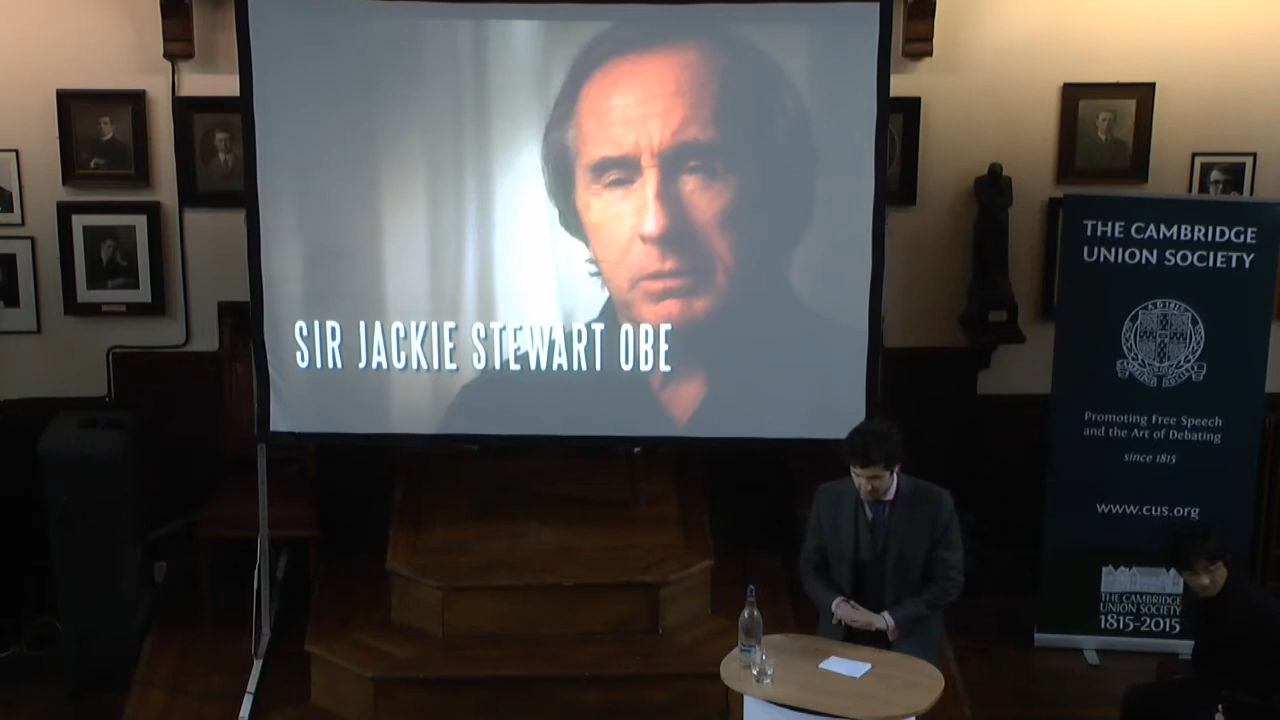 SIR JACKIE STEWART OBE
THE CAMBRIDGE
UNION SOCIETY
Promoting Free Speech
and the Art of Debating
since 1815
www.cus.org
THE CAMBRIDGE
UNION SOCIETY
1815-2015